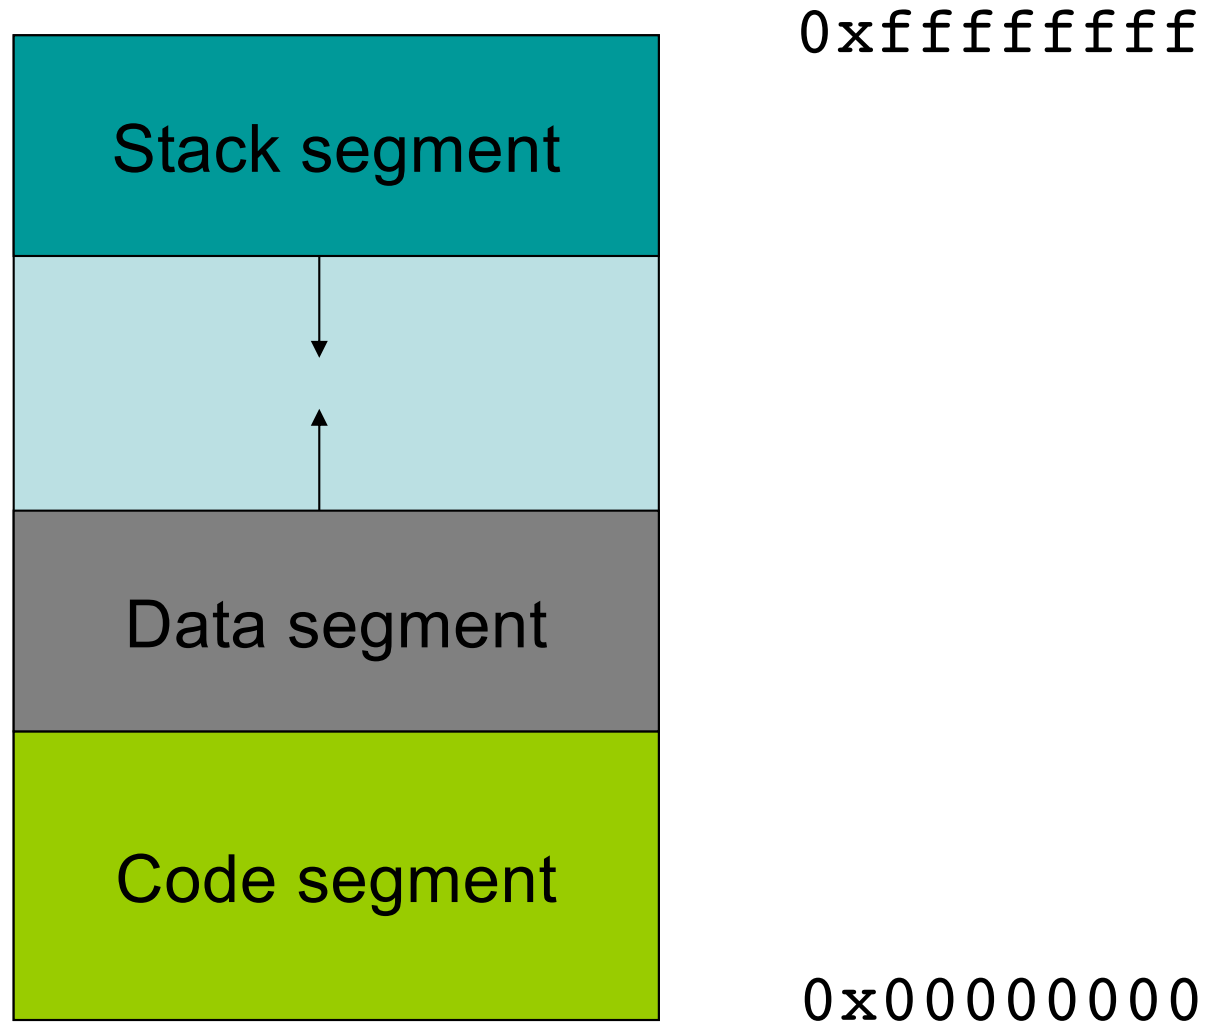 0xffffffff
Stack segment
Data segment
Code segment
0x00000000